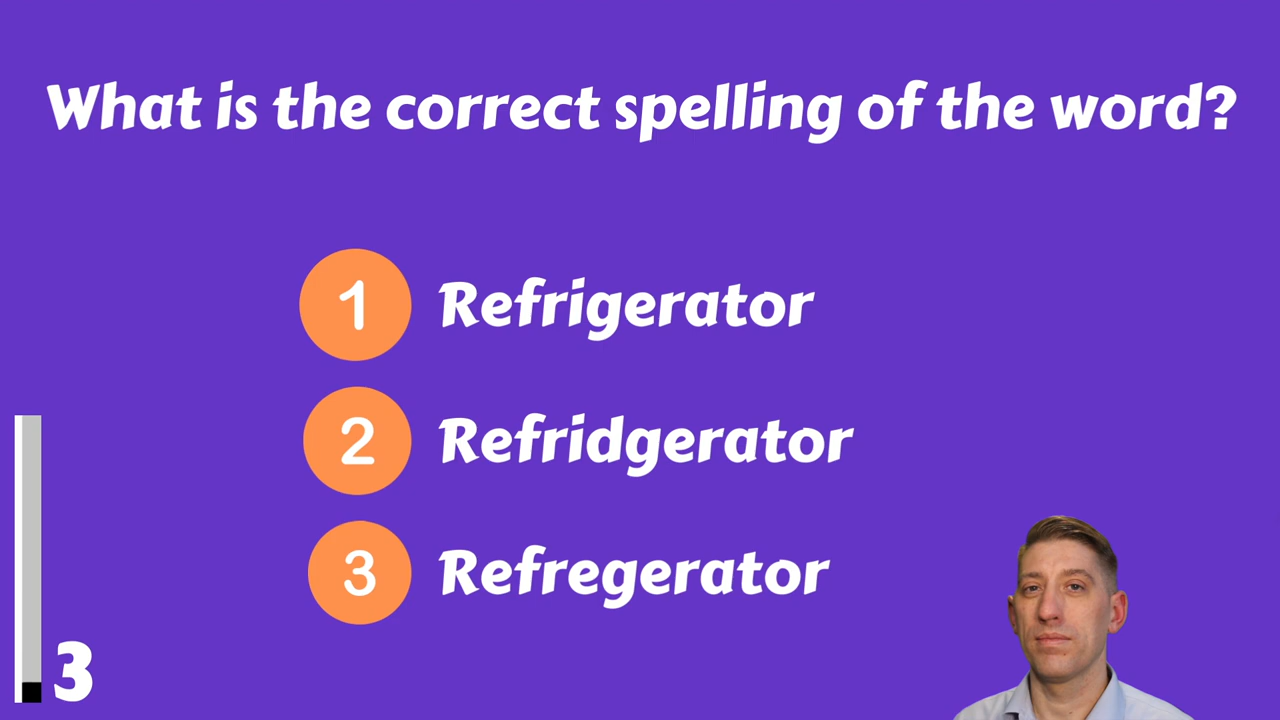 What is the correct spelling of the word?
1 Refrigerator
2 Refridgerator
3 Refregerator
3